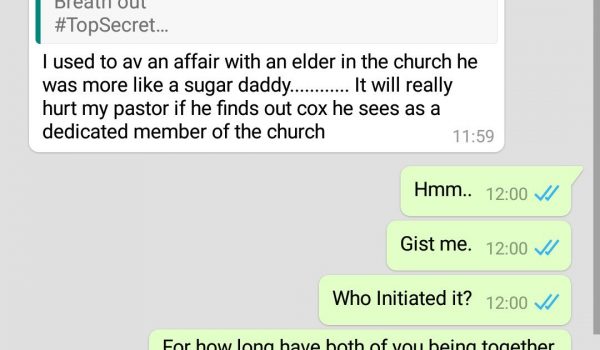 Breath out
#TopSecret...
I used to av an affair with an elder in the church he
was more like a sugar daddy............ It will really
hurt my pastor if he finds out cox he sees as a
dedicated member of the church
11:59
Hmm.. 12:00
Gist me. 12:00
Who Initiated it? 12:00
For how long have both of you being together